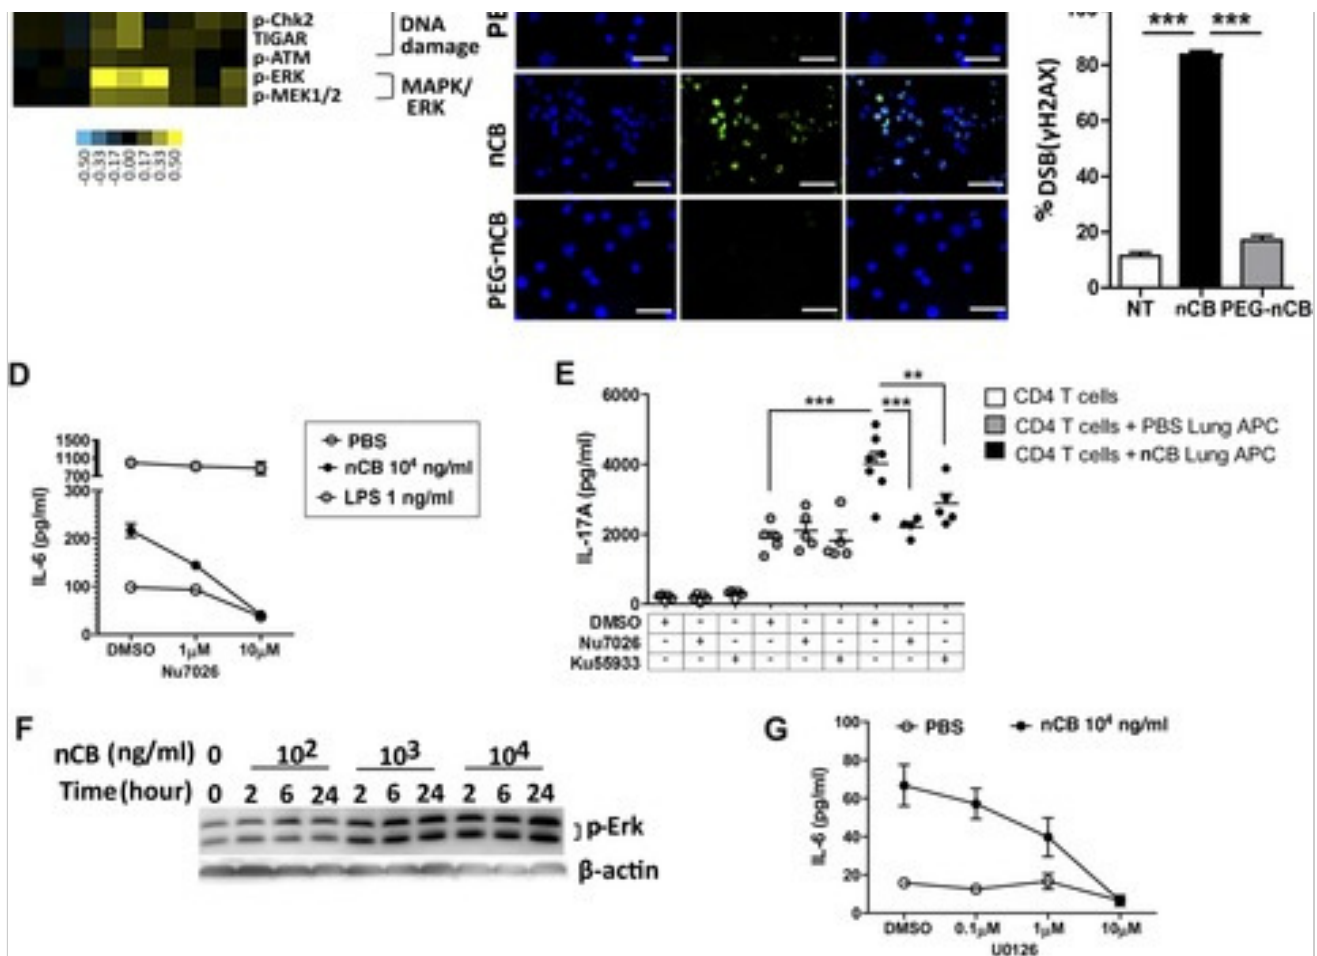 p-Chk2
TIGAR
p-ATM
p-ERK
p-MEK1/2
DNA
damage
MAPK/
ERK
-0.50
-0.33
-0.17
0.00
0.17
0.33
0.50
nCB
PEG-nCB
*** ***
80
60
40
20
0
%DSB(γH2AX)
NT nCB PEG-nCB
D
1500
1100
700
300
200
100
0
IL-6 (pg/ml)
DMSO 1μM 10μM
Nu7026
PBS
nCB 10⁴ ng/ml
LPS 1 ng/ml
E
6000
4000
2000
0
IL-17A (pg/ml)
**
*** ***
CD4 T cells
CD4 T cells + PBS Lung APC
CD4 T cells + nCB Lung APC
DMSO + - - + - - + - -
Nu7026 - + - - + - - + -
Ku55933 - - + - - + - - +
F
nCB (ng/ml) 0 10² 10³ 10⁴
Time(hour) 0 2 6 24 2 6 24 2 6 24
p-Erk
β-actin
G
PBS nCB 10⁴ ng/ml
100
80
60
40
20
0
IL-6 (pg/ml)
DMSO 0.1μM 1μM 10μM
U0126